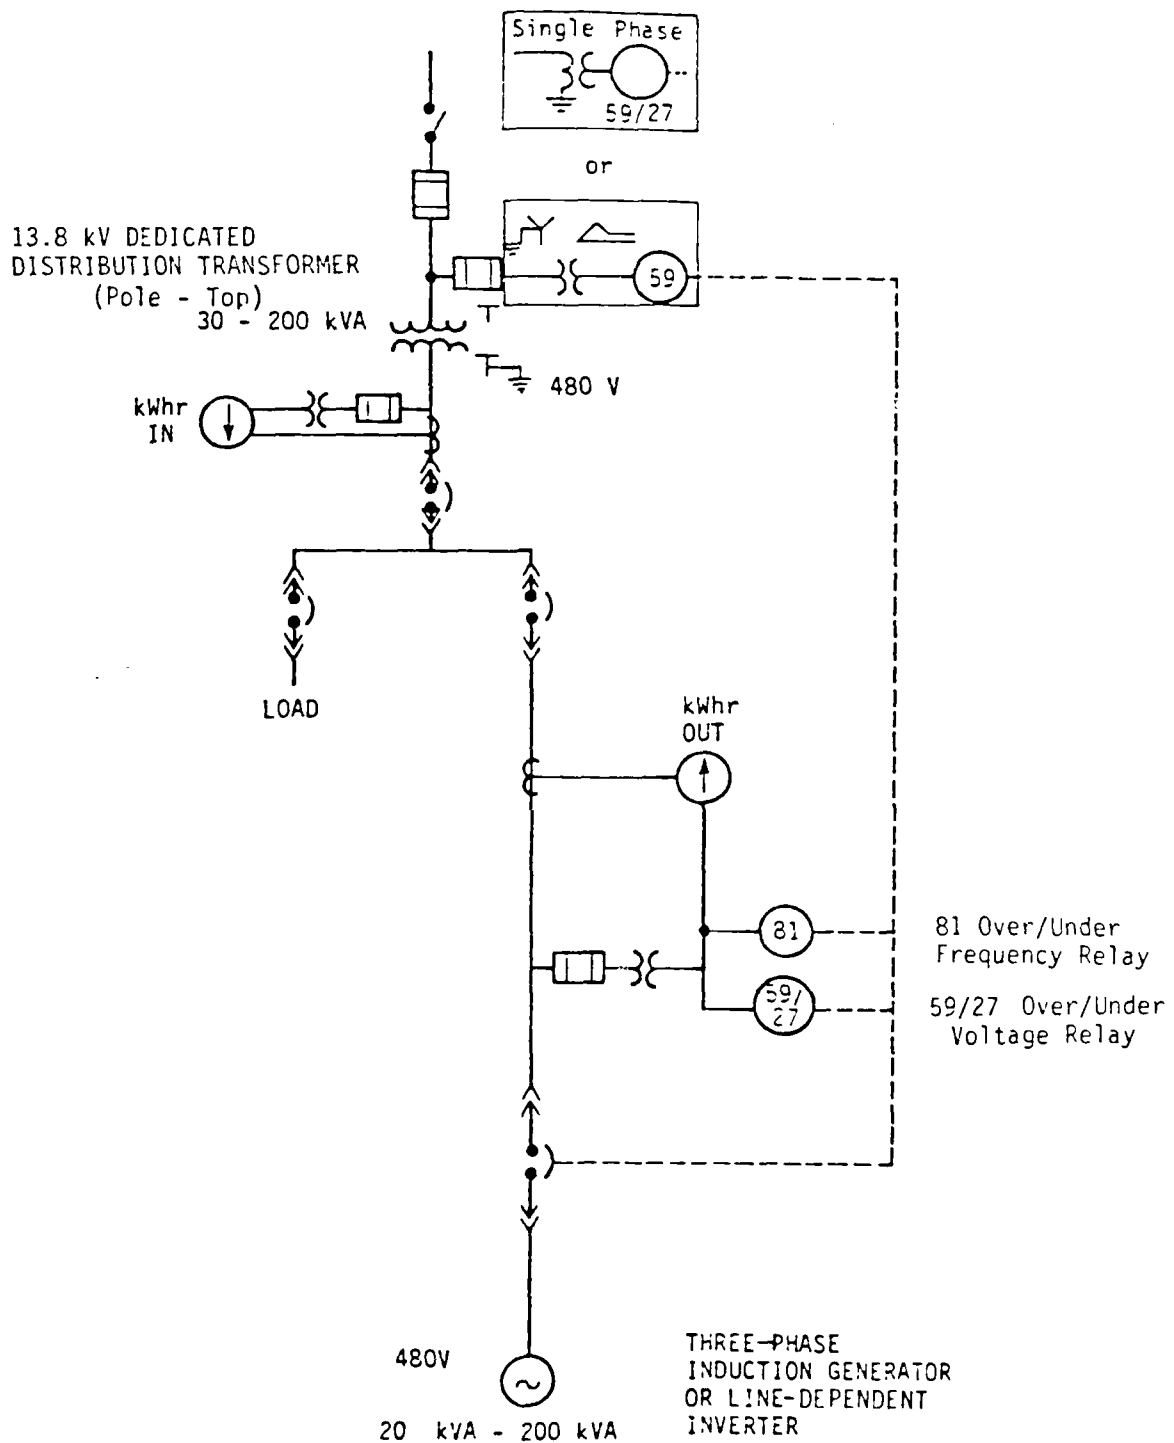 Single Phase
59/27
or
13.8 kV DEDICATED
DISTRIBUTION TRANSFORMER
(Pole - Top)
30 - 200 kVA
59
480 V
kWhr
IN
LOAD
kWhr
OUT
81
81 Over/Under
Frequency Relay
59/
27
59/27 Over/Under
Voltage Relay
480V
20 kVA - 200 kVA
THREE-PHASE
INDUCTION GENERATOR
OR LINE-DEPENDENT
INVERTER